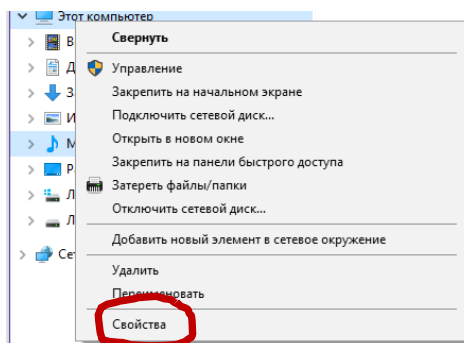 Этот компьютер
Свернуть
Управление
Закрепить на начальном экране
Подключить сетевой диск...
Открыть в новом окне
Закрепить на панели быстрого доступа
Затереть файлы/папки
Отключить сетевой диск...
Добавить новый элемент в сетевое окружение
Удалить
Переименовать
Свойства